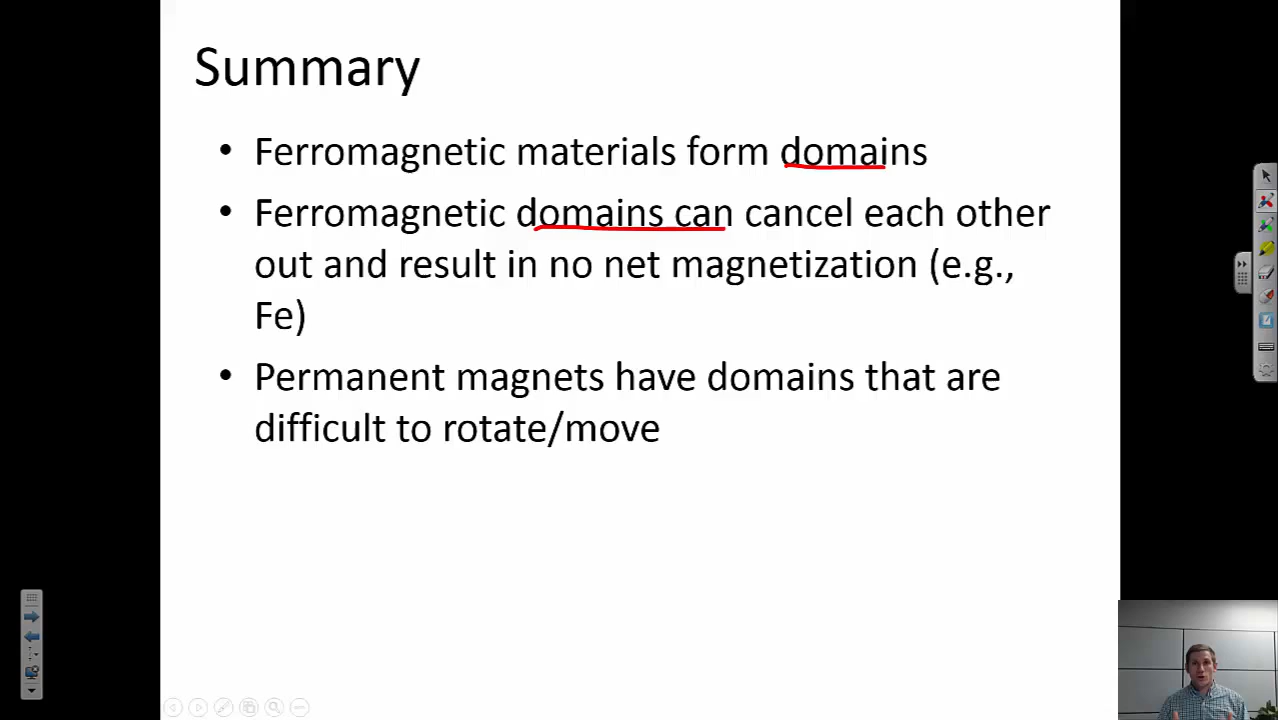 Summary
• Ferromagnetic materials form domains
• Ferromagnetic domains can cancel each other
out and result in no net magnetization (e.g.,
Fe)
• Permanent magnets have domains that are
difficult to rotate/move